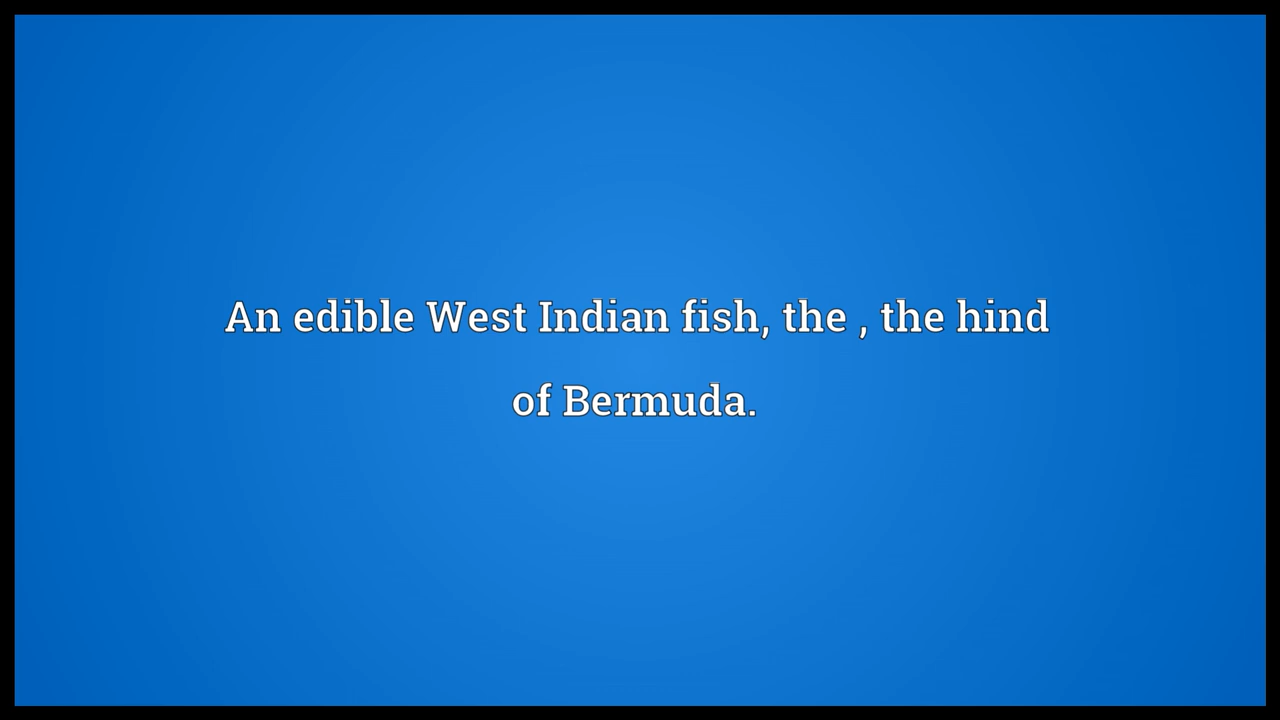 An edible West Indian fish, the , the hind
of Bermuda.